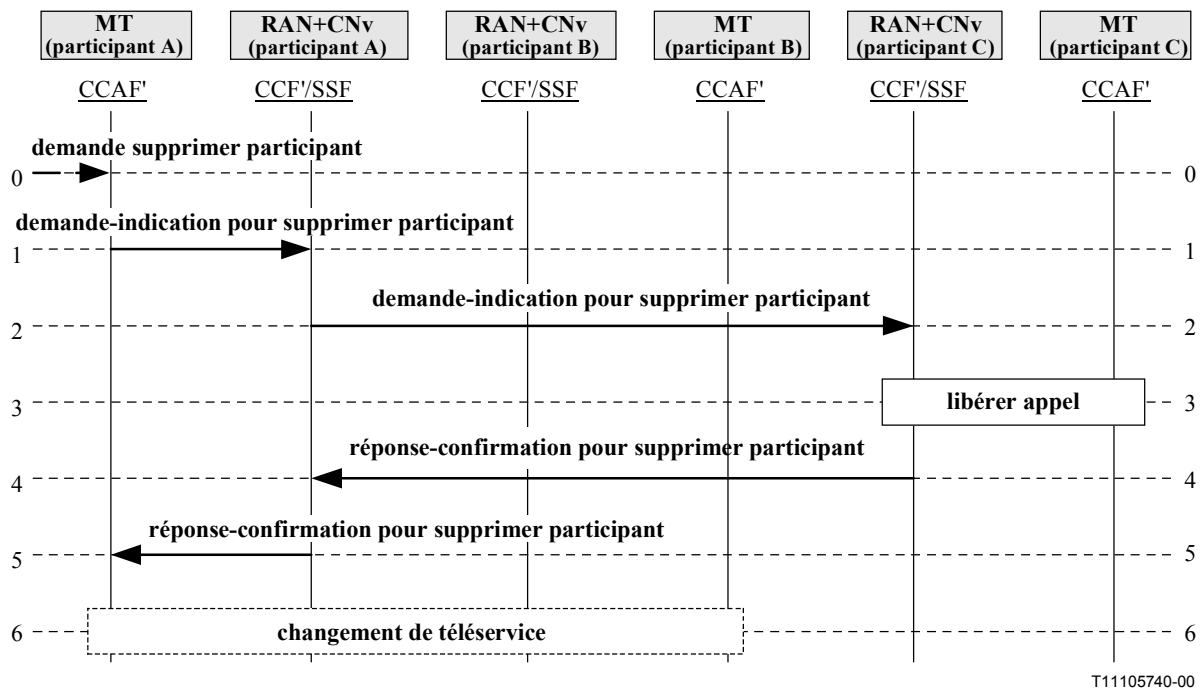 MT
(participant A)
RAN+CNv
(participant A)
RAN+CNv
(participant B)
MT
(participant B)
RAN+CNv
(participant C)
MT
(participant C)
CCAF'
CCF'/SSF
CCF'/SSF
CCAF'
CCF'/SSF
CCAF'
demande supprimer participant
0
0
demande-indication pour supprimer participant
1
1
demande-indication pour supprimer participant
2
2
libérer appel
3
3
réponse-confirmation pour supprimer participant
4
4
réponse-confirmation pour supprimer participant
5
5
changement de téléservice
6
6
T11105740-00